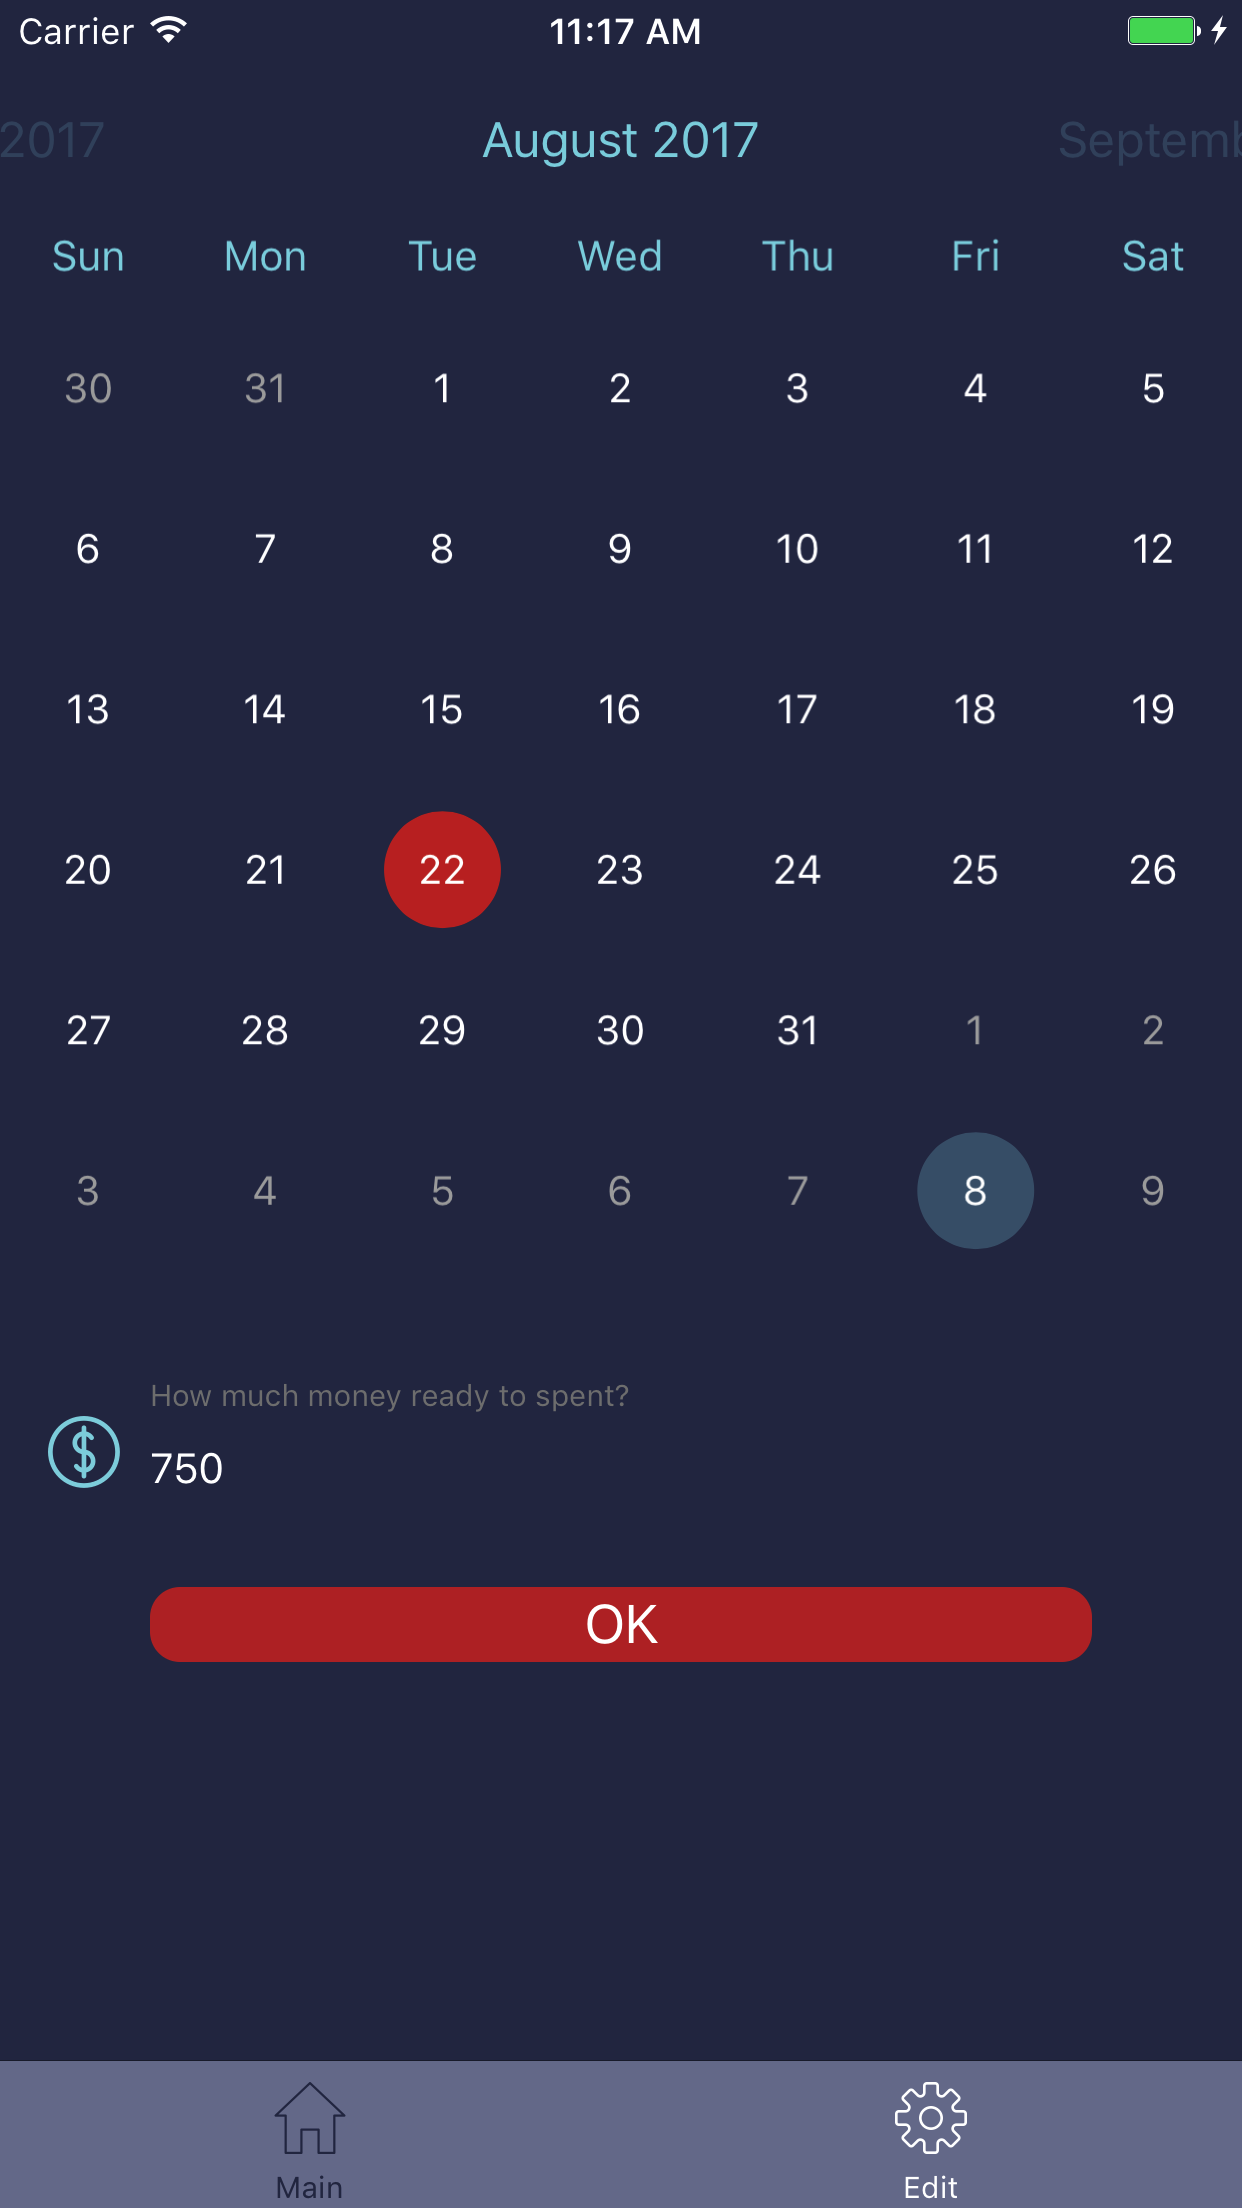 Carrier 11:17 AM
2017 August 2017 Septemb
Sun Mon Tue Wed Thu Fri Sat
30 31 1 2 3 4 5
6 7 8 9 10 11 12
13 14 15 16 17 18 19
20 21 22 23 24 25 26
27 28 29 30 31 1 2
3 4 5 6 7 8 9
How much money ready to spent?
$ 750
OK
Main Edit